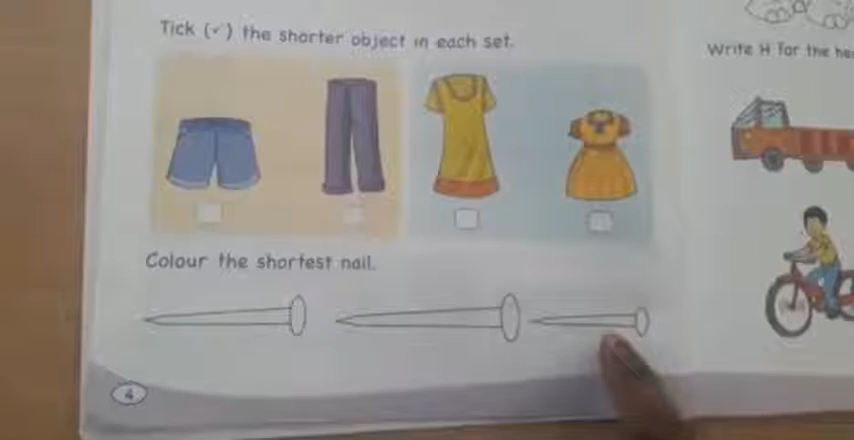 Tick (✓) the shorter object in each set.
Colour the shortest nail.
4
Write H for the